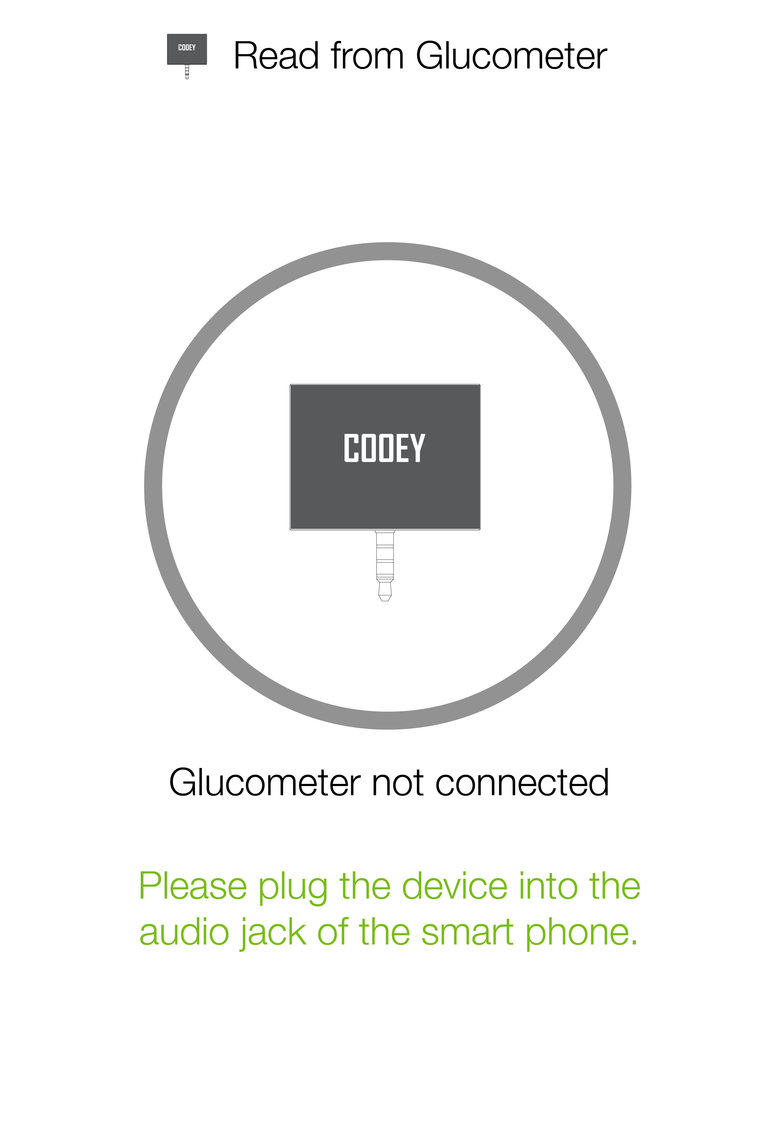 COOEY
Read from Glucometer
COOEY
Glucometer not connected
Please plug the device into the
audio jack of the smart phone.